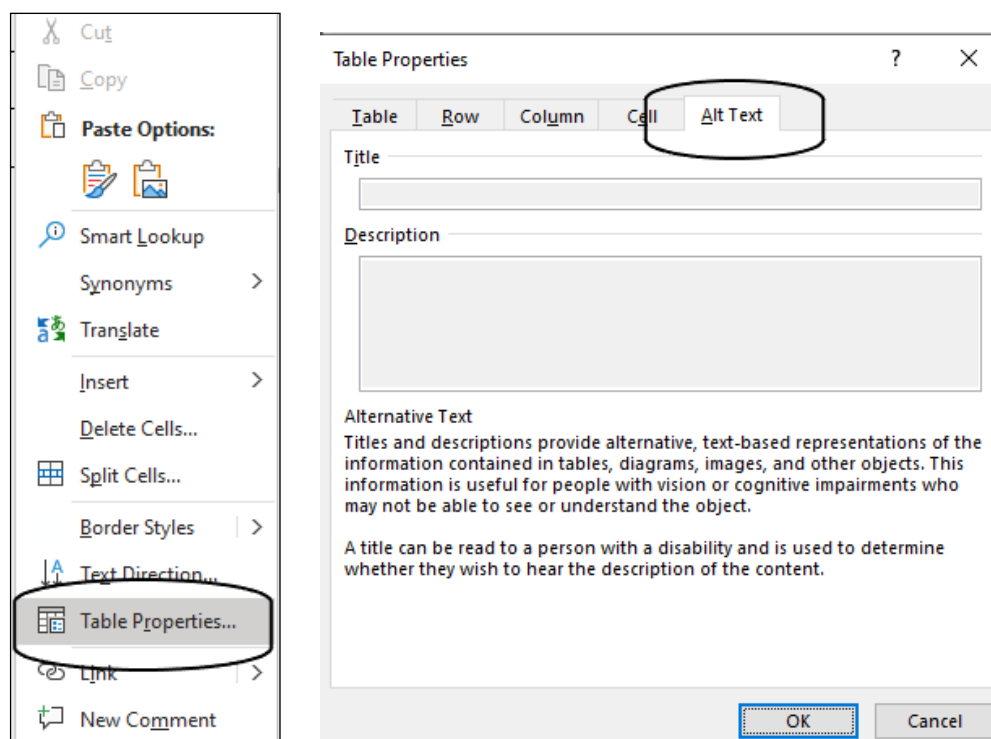 Cut
Copy
Paste Options:
Smart Lookup
Synonyms
Translate
Insert
Delete Cells...
Split Cells...
Border Styles
Text Direction...
Table Properties...
Link
New Comment
Table Properties
?
Table Row Column Cell Alt Text
Title
Description
Alternative Text
Titles and descriptions provide alternative, text-based representations of the
information contained in tables, diagrams, images, and other objects. This
information is useful for people with vision or cognitive impairments who
may not be able to see or understand the object.
A title can be read to a person with a disability and is used to determine
whether they wish to hear the description of the content.
OK Cancel